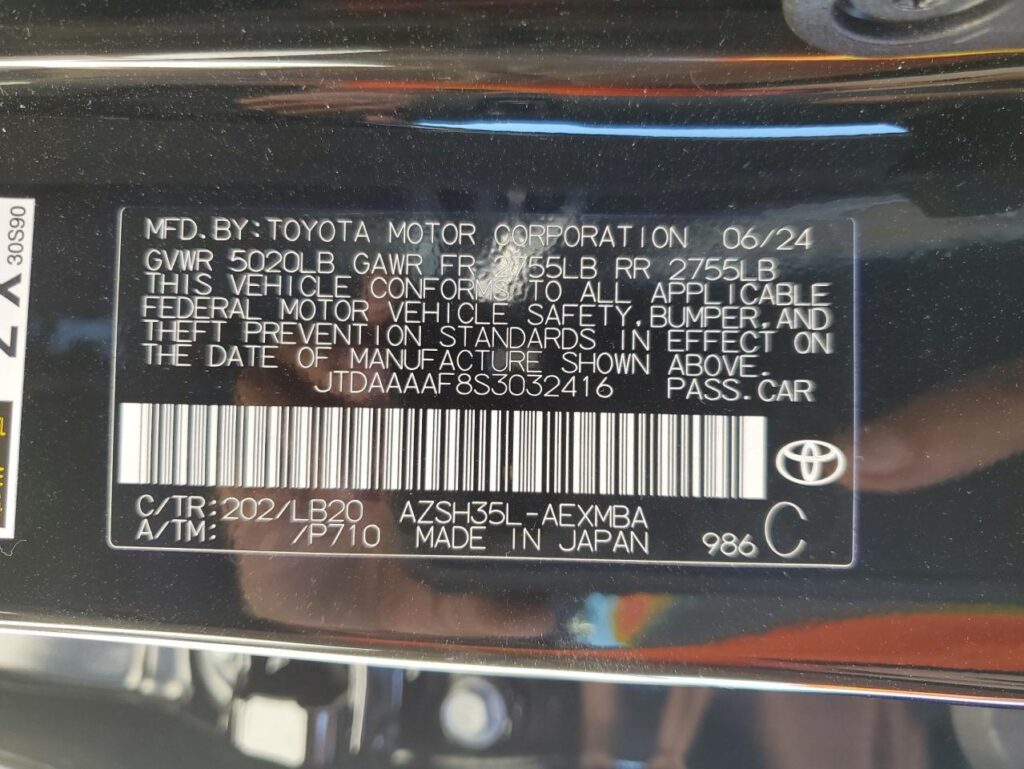 MFD.BY:TOYOTA MOTOR CORPORATION 06/24
GVWR 5020LB GAWR FR 2755LB RR 2755LB
THIS VEHICLE CONFORMS TO ALL APPLICABLE
FEDERAL MOTOR VEHICLE SAFETY,BUMPER,AND
THEFT PREVENTION STANDARDS IN EFFECT ON
THE DATE OF MANUFACTURE SHOWN ABOVE.
JTDAAAAF8S3032416 PASS.CAR
C/TR:202/LB20 AZSH35L-AEXMBA
A/TM: /P710 MADE IN JAPAN 986 C
30S90